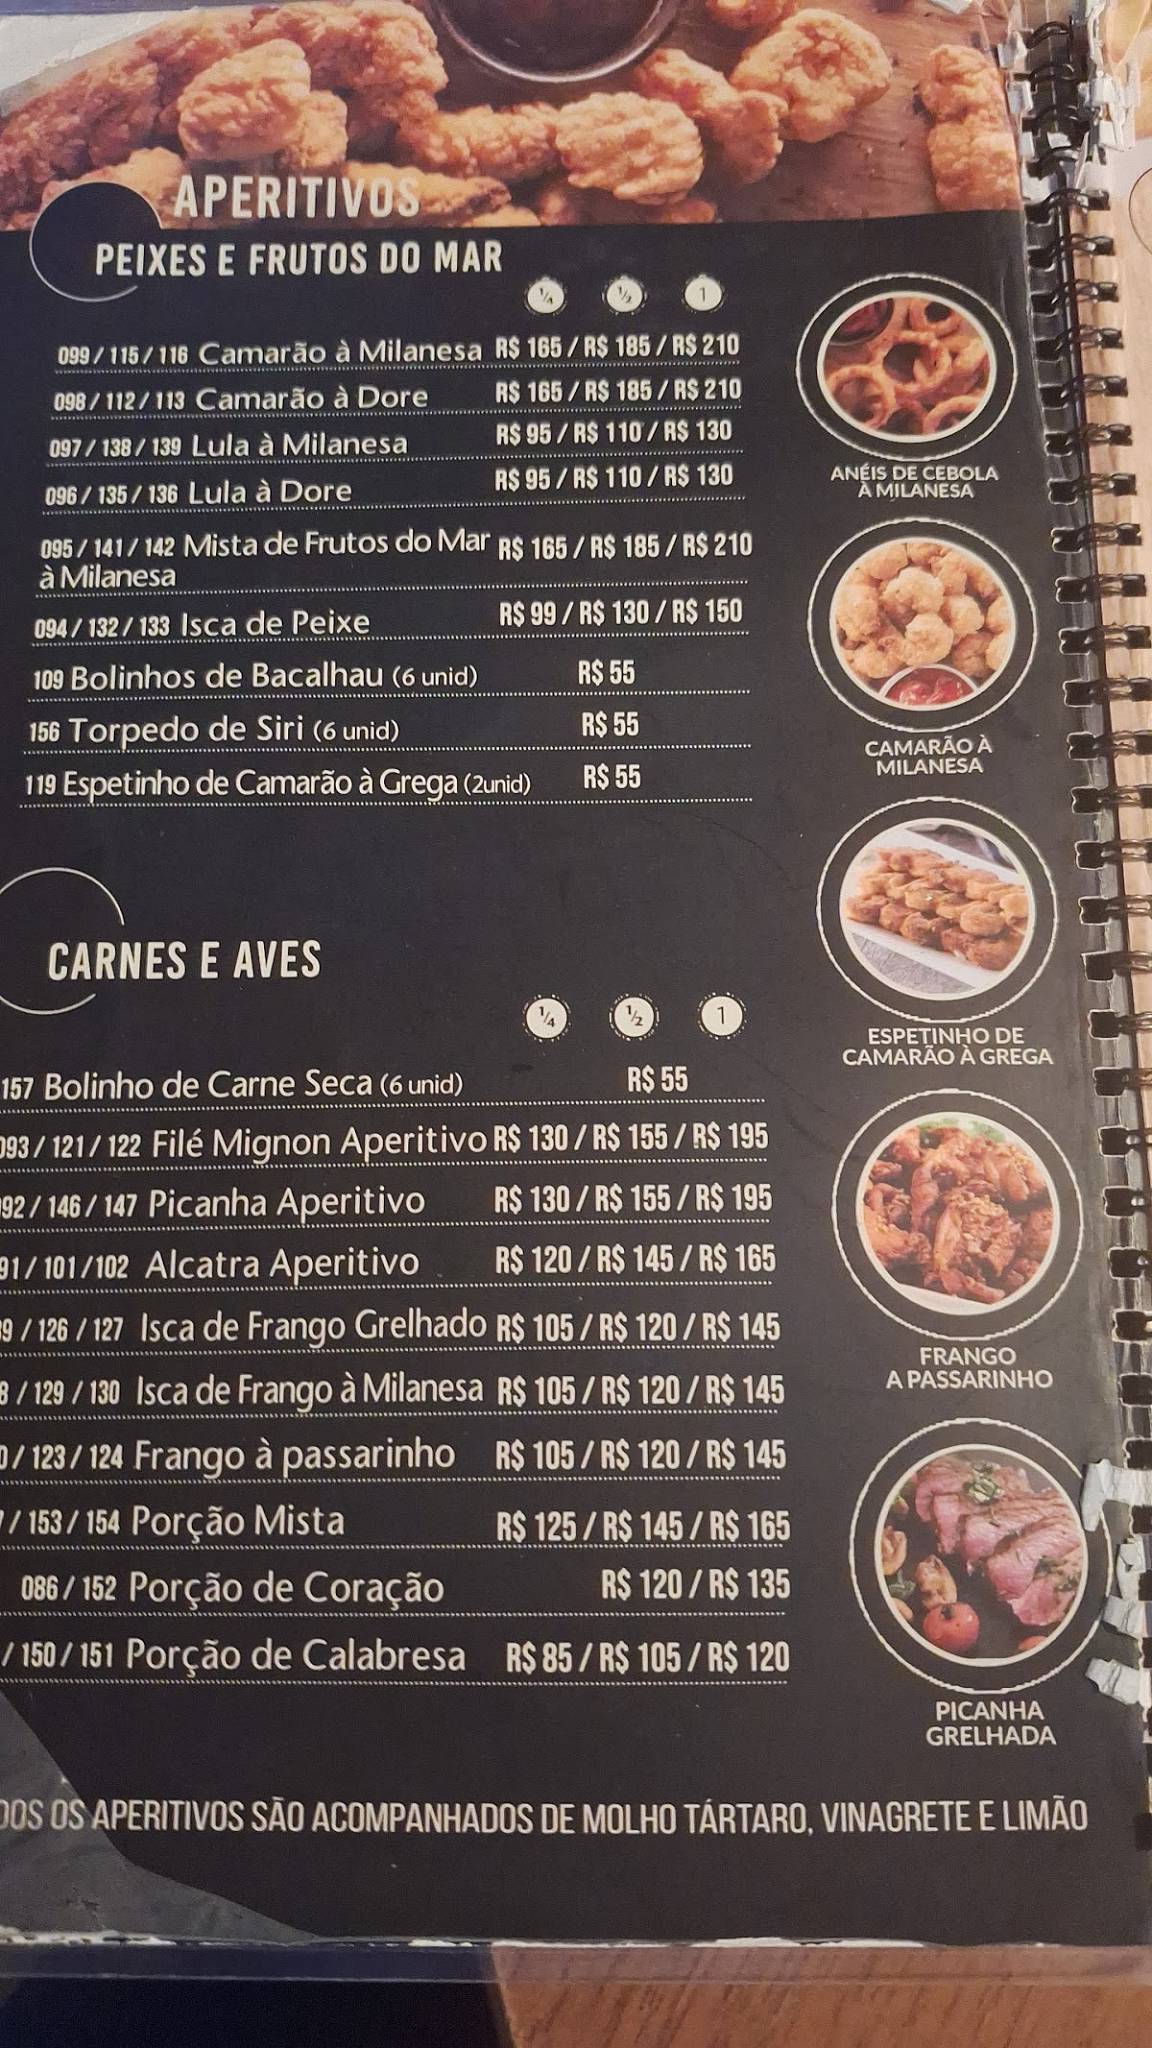 APERITIVOS
PEIXES E FRUTOS DO MAR
1/4 1/2 1
099 / 115 / 116 Camarão à Milanesa R$ 165 / R$ 185 / R$ 210
098 / 112 / 113 Camarão à Dore R$ 165 / R$ 185 / R$ 210
097 / 138 / 139 Lula à Milanesa R$ 95 / R$ 110 / R$ 130
096 / 135 / 136 Lula à Dore R$ 95 / R$ 110 / R$ 130
095 / 141 / 142 Mista de Frutos do Mar R$ 165 / R$ 185 / R$ 210
à Milanesa
094 / 132 / 133 Isca de Peixe R$ 99 / R$ 130 / R$ 150
109 Bolinhos de Bacalhau (6 unid) R$ 55
156 Torpedo de Siri (6 unid) R$ 55
119 Espetinho de Camarão à Grega (2unid) R$ 55
ANÉIS DE CEBOLA
À MILANESA
CAMARÃO À
MILANESA
ESPETINHO DE
CAMARÃO À GREGA
FRANGO
A PASSARINHO
PICANHA
GRELHADA
CARNES E AVES
1/4 1/2 1
157 Bolinho de Carne Seca (6 unid) R$ 55
093 / 121 / 122 Filé Mignon Aperitivo R$ 130 / R$ 155 / R$ 195
92 / 146 / 147 Picanha Aperitivo R$ 130 / R$ 155 / R$ 195
91 / 101 / 102 Alcatra Aperitivo R$ 120 / R$ 145 / R$ 165
9 / 126 / 127 Isca de Frango Grelhado R$ 105 / R$ 120 / R$ 145
8 / 129 / 130 Isca de Frango à Milanesa R$ 105 / R$ 120 / R$ 145
0 / 123 / 124 Frango à passarinho R$ 105 / R$ 120 / R$ 145
/ 153 / 154 Porção Mista R$ 125 / R$ 145 / R$ 165
086 / 152 Porção de Coração R$ 120 / R$ 135
/ 150 / 151 Porção de Calabresa R$ 85 / R$ 105 / R$ 120
DOS OS APERITIVOS SÃO ACOMPANHADOS DE MOLHO TÁRTARO, VINAGRETE E LIMÃO